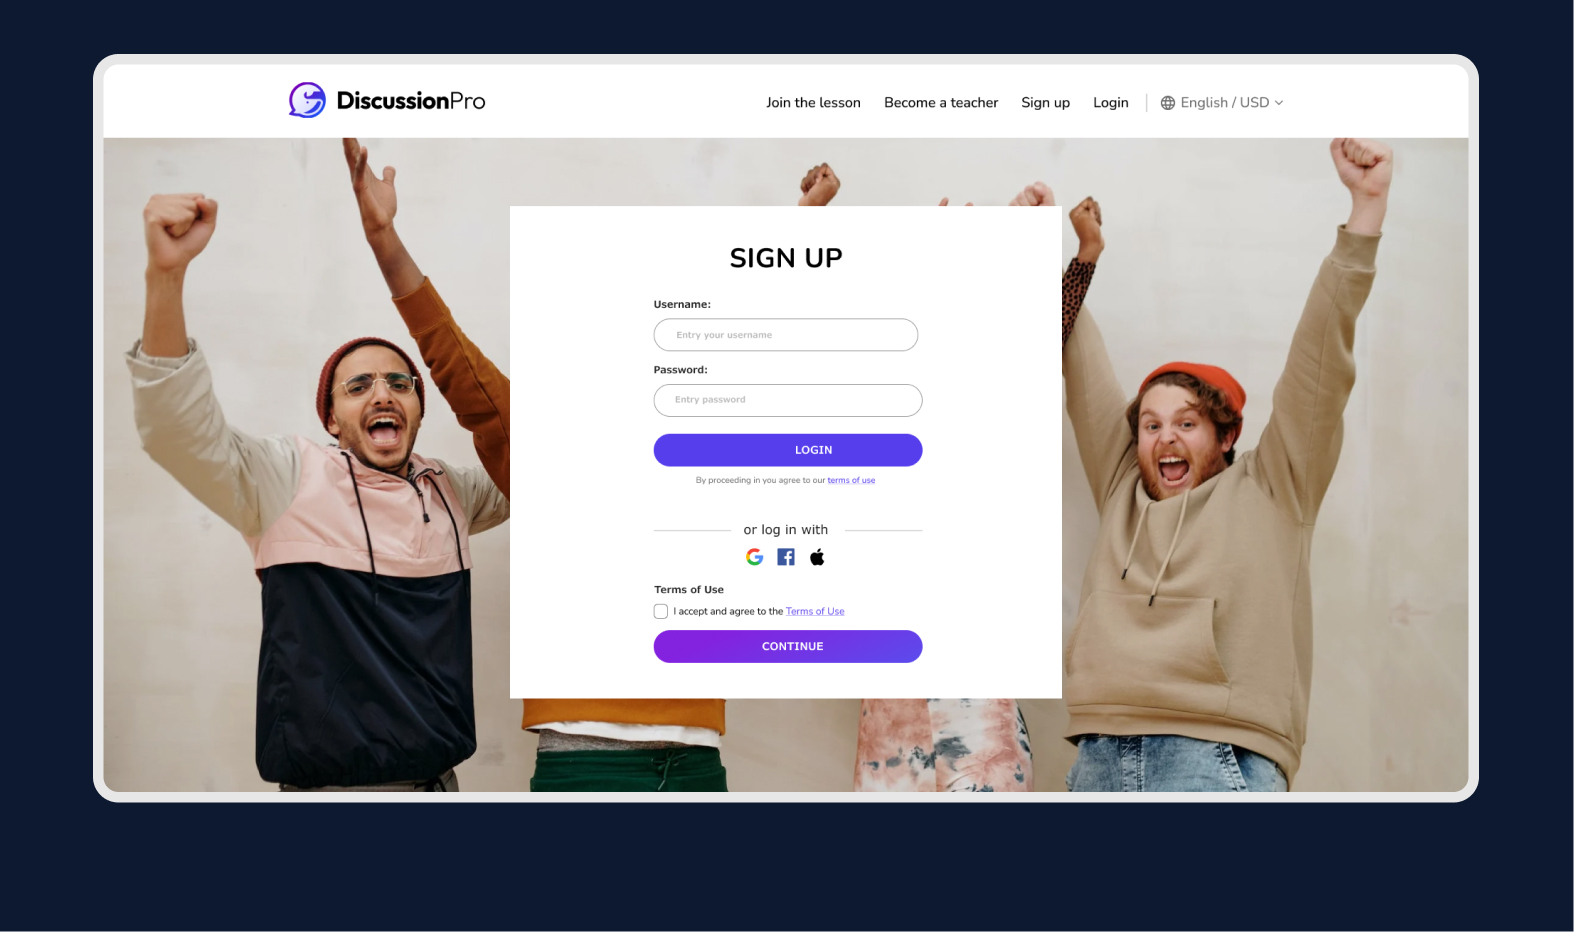 DiscussionPro
Join the lesson Become a teacher Sign up Login English / USD
SIGN UP
Username:
Entry your username
Password:
Entry password
LOGIN
By proceeding in you agree to our terms of use
or log in with
Terms of Use
I accept and agree to the Terms of Use
CONTINUE